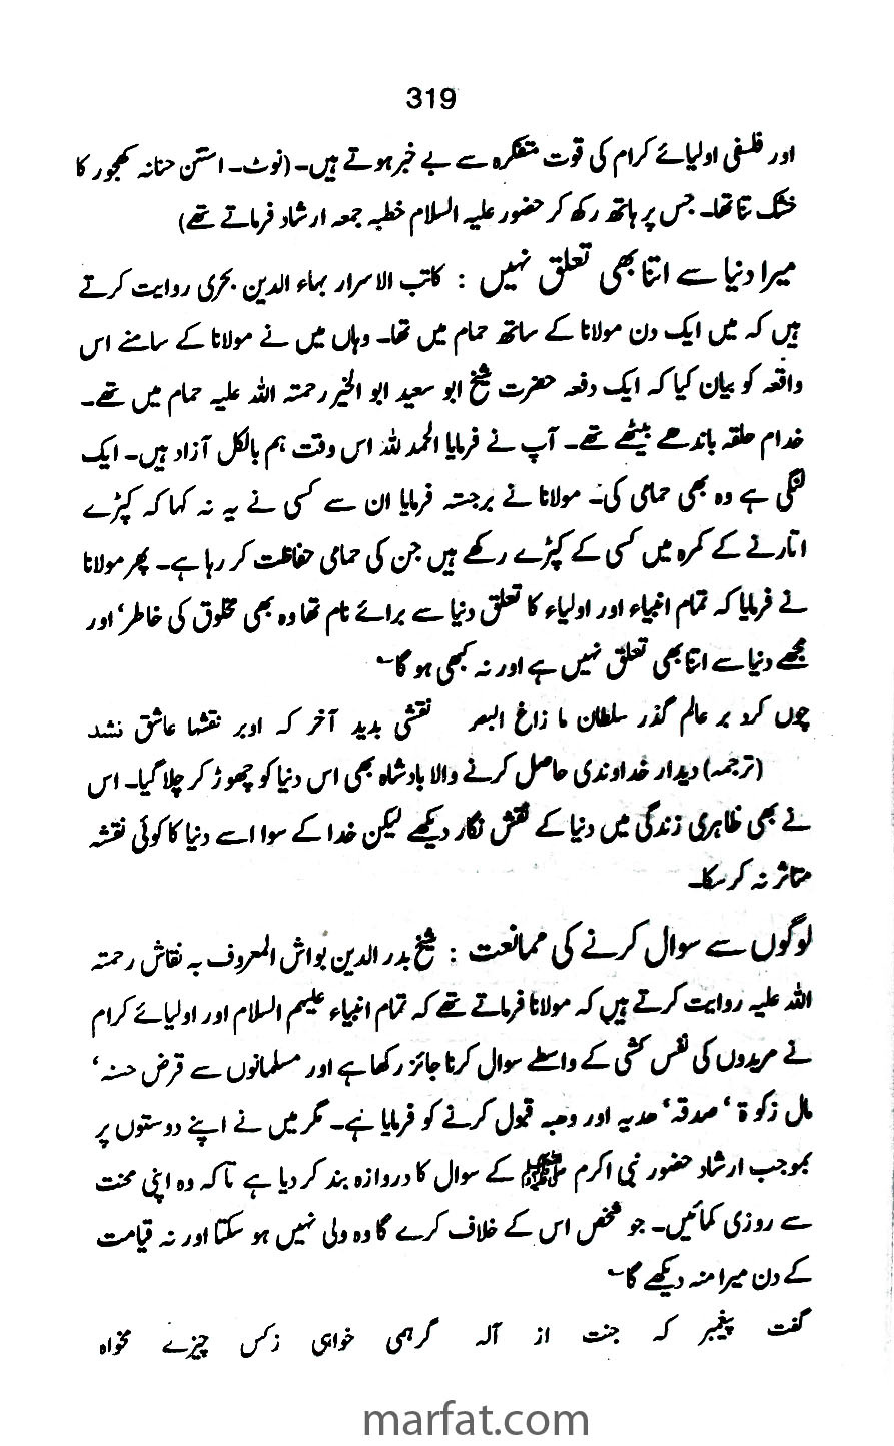 319
اور فلسفی اولیائے کرام کی قوت متفکرہ سے بے خبر ہوتے ہیں۔ (نوٹ۔ استن حنانہ کھجور کا
خشک تنا تھا۔ جس پر ہاتھ رکھ کر حضور علیہ السلام خطبہ جمعہ ارشاد فرماتے تھے)
میرا دنیا سے اتنا بھی تعلق نہیں : کاتب الاسرار بہاء الدین بحری روایت کرتے
ہیں کہ میں ایک دن مولانا کے ساتھ حمام میں تھا۔ وہاں میں نے مولانا کے سامنے اس
واقعہ کو بیان کیا کہ ایک دفعہ حضرت شیخ ابو سعید ابو الخیر رحمتہ اللہ علیہ حمام میں تھے۔
خدام حلقہ باندھے بیٹھے تھے۔ آپ نے فرمایا الحمد للہ اس وقت ہم بالکل آزاد ہیں۔ ایک
لنگی ہے وہ بھی حمامی کی۔ مولانا نے برجستہ فرمایا ان سے کسی نے یہ نہ کہا کہ کپڑے
اتارنے کے کمرہ میں کسی کے کپڑے رکھے ہیں جن کی حمامی حفاظت کر رہا ہے۔ پھر مولانا
نے فرمایا کہ تمام انبیاء اور اولیاء کا تعلق دنیا سے برائے نام تھا وہ بھی مخلوق کی خاطر‘ اور
مجھے دنیا سے اتنا بھی تعلق نہیں ہے اور نہ کبھی ہو گا۔
چوں کرد بر عالم گذر سلطان ما زاغ البصر نقشی بدید آخر کہ اوبر نقشہا عاشق نشد
(ترجمہ) دیدار خداوندی حاصل کرنے والا بادشاہ بھی اس دنیا کو چھوڑ کر چلا گیا۔ اس
نے بھی ظاہری زندگی میں دنیا کے نقش نگار دیکھے لیکن خدا کے سوا اسے دنیا کا کوئی نقشہ
متاثر نہ کر سکا۔
لوگوں سے سوال کرنے کی ممانعت : شیخ بدر الدین بواش المعروف بہ نقاش رحمتہ
اللہ علیہ روایت کرتے ہیں کہ مولانا فرماتے تھے کہ تمام انبیاء علیہم السلام اور اولیائے کرام
نے مریدوں کی نفس کشی کے واسطے سوال کرنا جائز رکھا ہے اور مسلمانوں سے قرض حسنہ‘
مال زکوۃ‘ صدقہ‘ ھدیہ اور وھبہ قبول کرنے کو فرمایا ہے۔ مگر میں نے اپنے دوستوں پر
بموجب ارشاد حضور نبی اکرم ﷺ کے سوال کا دروازہ بند کر دیا ہے تاکہ وہ اپنی محنت
سے روزی کمائیں۔ جو شخص اس کے خلاف کرے گا وہ ولی نہیں ہو سکتا اور نہ قیامت
کے دن میرا منہ دیکھے گا۔
گفت پیغمبر کہ جنت از آلہ گرہمی خواہی زکس چیزے مخواہ
marfat.com